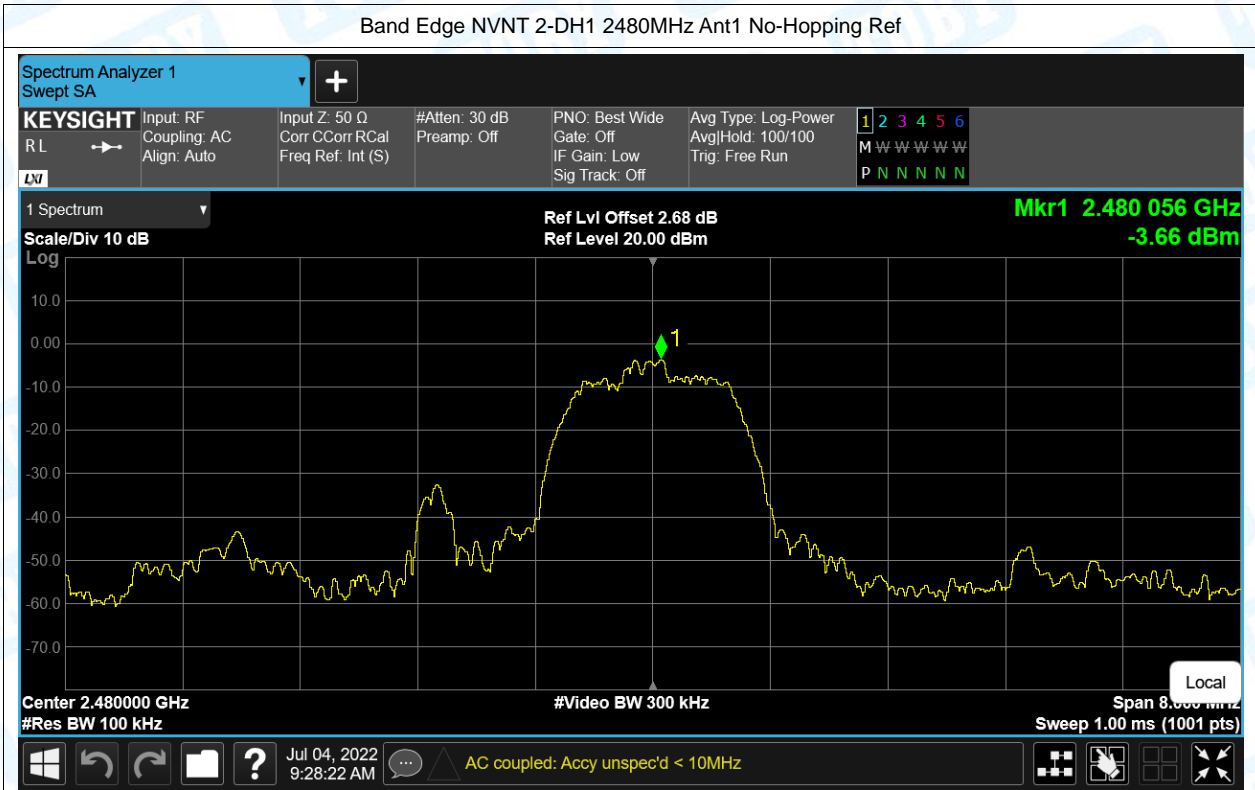 Band Edge NVNT 2-DH1 2480MHz Ant1 No-Hopping Ref
Spectrum Analyzer 1
Swept SA
KEYSIGHT
RL
LXI
Input: RF
Coupling: AC
Align: Auto
Input Z: 50 Ω
Corr CCorr RCal
Freq Ref: Int (S)
#Atten: 30 dB
Preamp: Off
PNO: Best Wide
Gate: Off
IF Gain: Low
Sig Track: Off
Avg Type: Log-Power
Avg|Hold: 100/100
Trig: Free Run
1 2 3 4 5 6
M W W W W W
P N N N N N
1 Spectrum
Scale/Div 10 dB
Ref Lvl Offset 2.68 dB
Ref Level 20.00 dBm
Mkr1 2.480 056 GHz
-3.66 dBm
Log
10.0
0.00
-10.0
-20.0
-30.0
-40.0
-50.0
-60.0
-70.0
1
Local
Center 2.480000 GHz
#Video BW 300 kHz
Span 8.000 MHz
#Res BW 100 kHz
Sweep 1.00 ms (1001 pts)
?
Jul 04, 2022
9:28:22 AM
AC coupled: Accy unspec'd < 10MHz